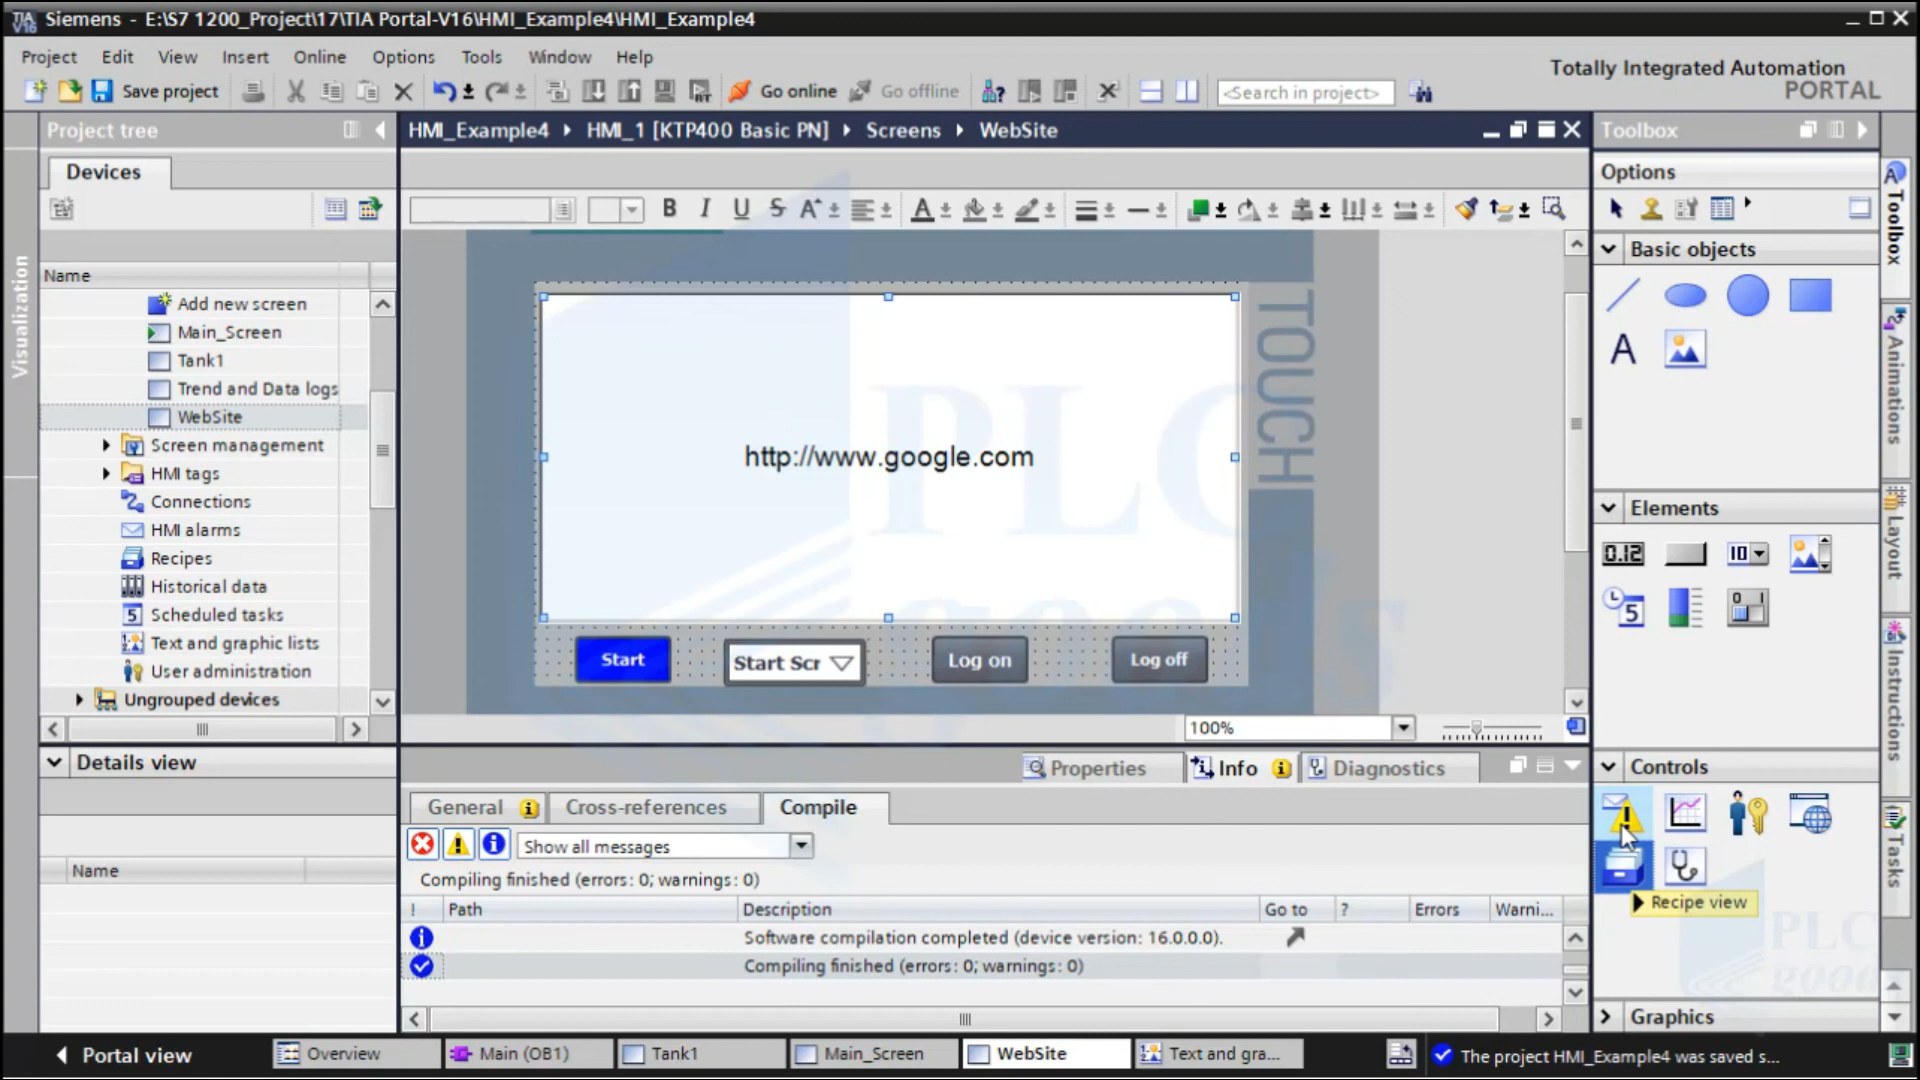 Siemens - E:\S7 1200_Project\17\TIA Portal-V16\HMI_Example4\HMI_Example4
Project Edit View Insert Online Options Tools Window Help
Totally Integrated Automation
PORTAL
Save project
Go online
Go offline
<Search in project>
Project tree
HMI_Example4 HMI_1 [KTP400 Basic PN] Screens WebSite
Toolbox
Devices
Options
Name
Add new screen
Main_Screen
Tank1
Trend and Data logs
WebSite
Screen management
HMI tags
Connections
HMI alarms
Recipes
Historical data
Scheduled tasks
Text and graphic lists
User administration
Ungrouped devices
Details view
Name
Visualization
TOUCH
http://www.google.com
Start
Start Scr
Log on
Log off
100%
Properties
Info
Diagnostics
General
Cross-references
Compile
Show all messages
Compiling finished (errors: 0; warnings: 0)
! Path Description Go to ? Errors Warni...
Software compilation completed (device version: 16.0.0.0).
Compiling finished (errors: 0; warnings: 0)
Basic objects
Elements
Controls
Recipe view
Graphics
Toolbox
Animations
Layout
Instructions
Tasks
PLC
goods
PLC
Portal view
Overview
Main (OB1)
Tank1
Main_Screen
WebSite
Text and gra...
The project HMI_Example4 was saved s...